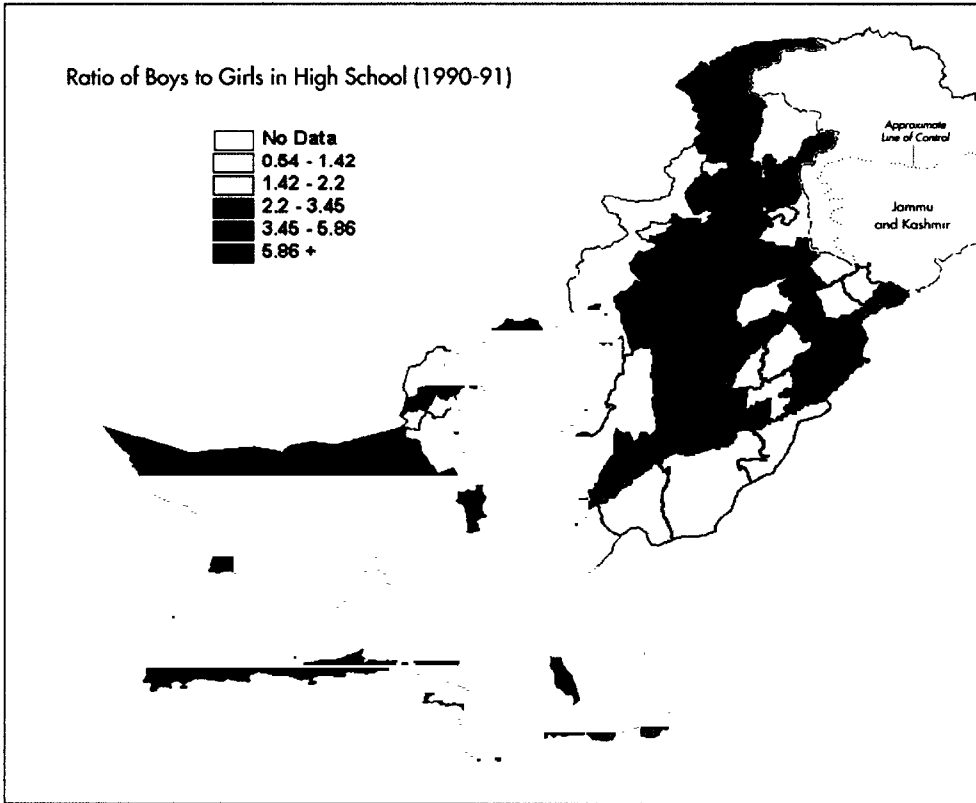 Ratio of Boys to Girls in High School (1990-91)
No Data
0.54 - 1.42
1.42 - 2.2
2.2 - 3.45
3.45 - 5.86
5.86 +
Approximate
Line of Control
Jammu
and Kashmir